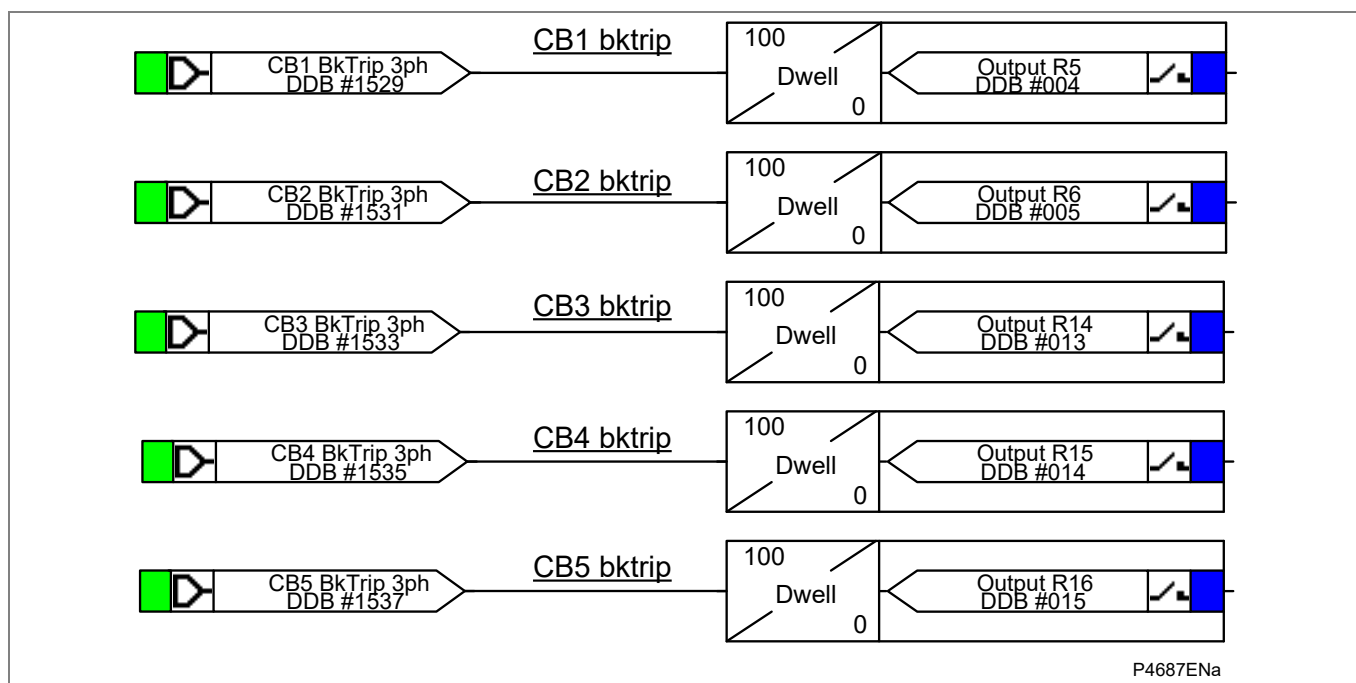 CB1 bktrip
CB1 BkTrip 3ph
DDB #1529
100
Dwell
0
Output R5
DDB #004
CB2 bktrip
CB2 BkTrip 3ph
DDB #1531
100
Dwell
0
Output R6
DDB #005
CB3 bktrip
CB3 BkTrip 3ph
DDB #1533
100
Dwell
0
Output R14
DDB #013
CB4 bktrip
CB4 BkTrip 3ph
DDB #1535
100
Dwell
0
Output R15
DDB #014
CB5 bktrip
CB5 BkTrip 3ph
DDB #1537
100
Dwell
0
Output R16
DDB #015
P4687ENa